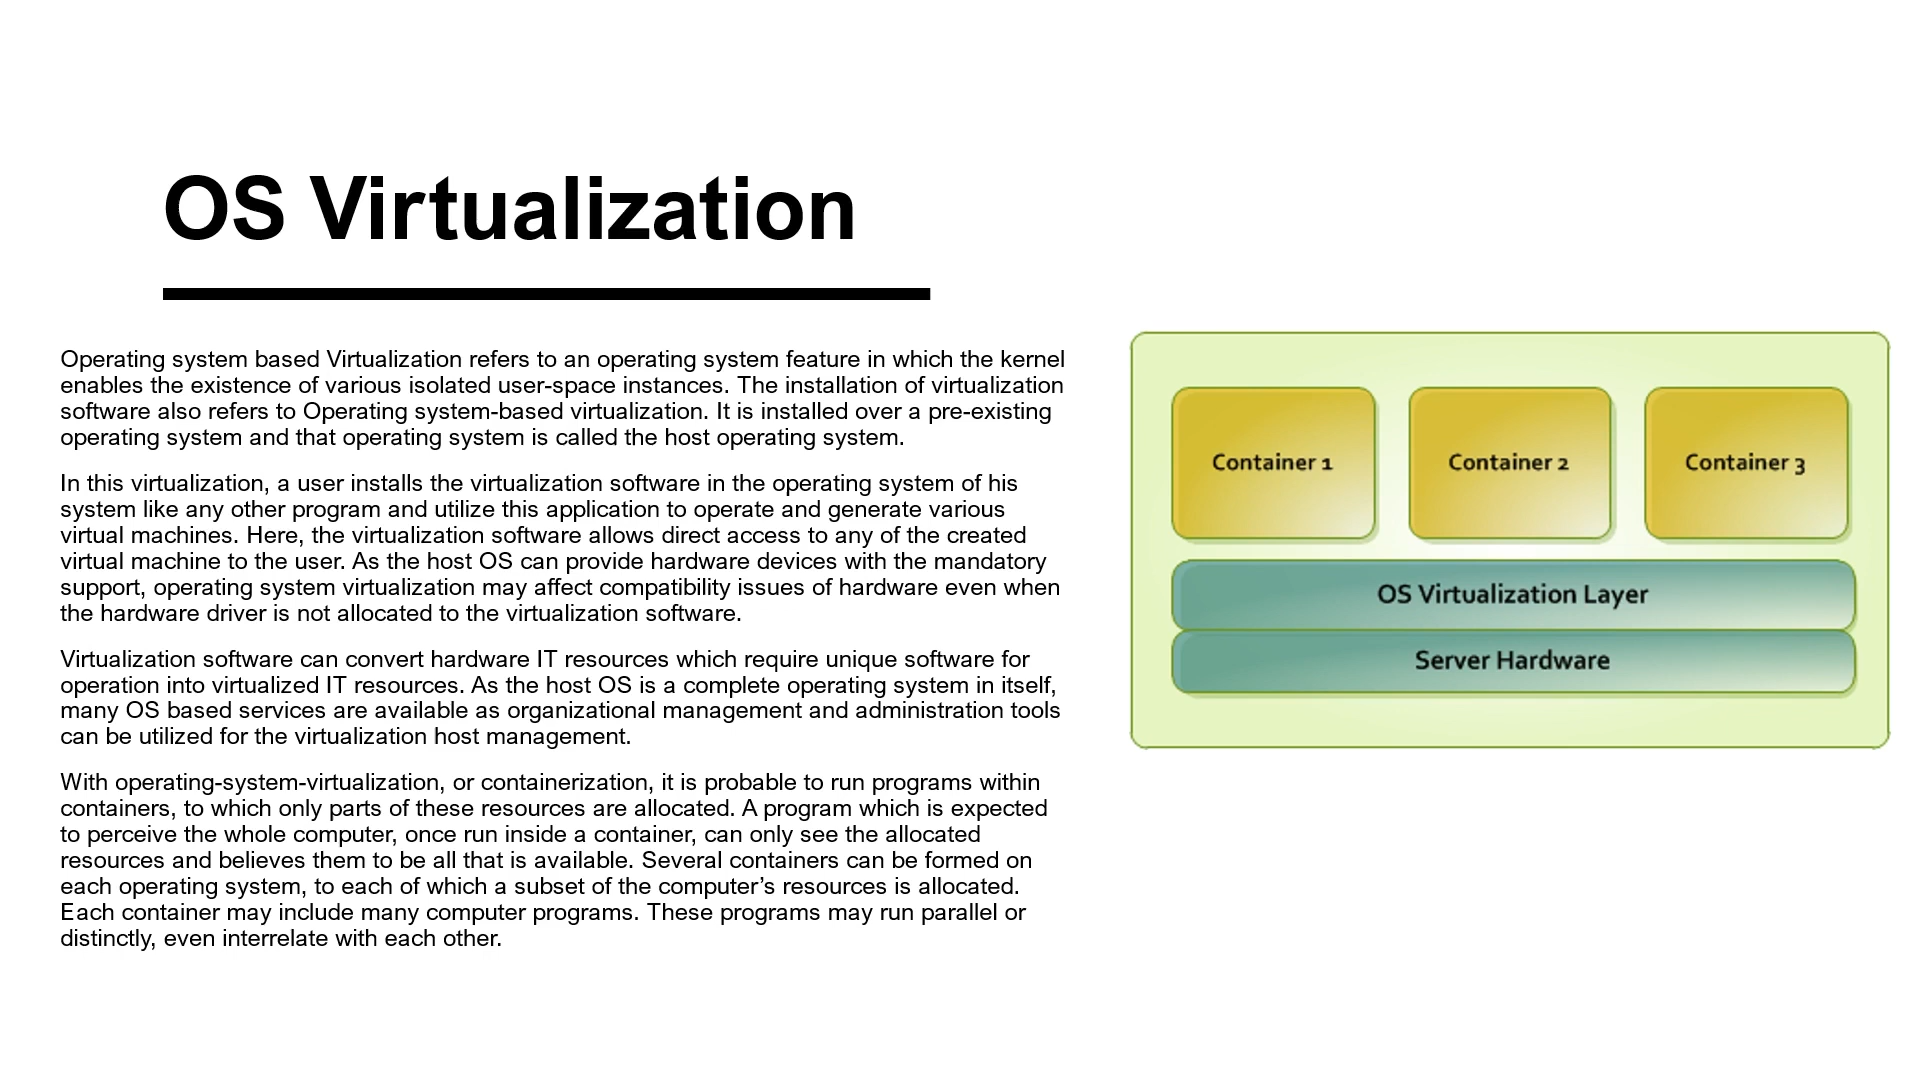 OS Virtualization
Operating system based Virtualization refers to an operating system feature in which the kernel
enables the existence of various isolated user-space instances. The installation of virtualization
software also refers to Operating system-based virtualization. It is installed over a pre-existing
operating system and that operating system is called the host operating system.
In this virtualization, a user installs the virtualization software in the operating system of his
system like any other program and utilize this application to operate and generate various
virtual machines. Here, the virtualization software allows direct access to any of the created
virtual machine to the user. As the host OS can provide hardware devices with the mandatory
support, operating system virtualization may affect compatibility issues of hardware even when
the hardware driver is not allocated to the virtualization software.
Virtualization software can convert hardware IT resources which require unique software for
operation into virtualized IT resources. As the host OS is a complete operating system in itself,
many OS based services are available as organizational management and administration tools
can be utilized for the virtualization host management.
With operating-system-virtualization, or containerization, it is probable to run programs within
containers, to which only parts of these resources are allocated. A program which is expected
to perceive the whole computer, once run inside a container, can only see the allocated
resources and believes them to be all that is available. Several containers can be formed on
each operating system, to each of which a subset of the computer’s resources is allocated.
Each container may include many computer programs. These programs may run parallel or
distinctly, even interrelate with each other.
Container 1
Container 2
Container 3
OS Virtualization Layer
Server Hardware